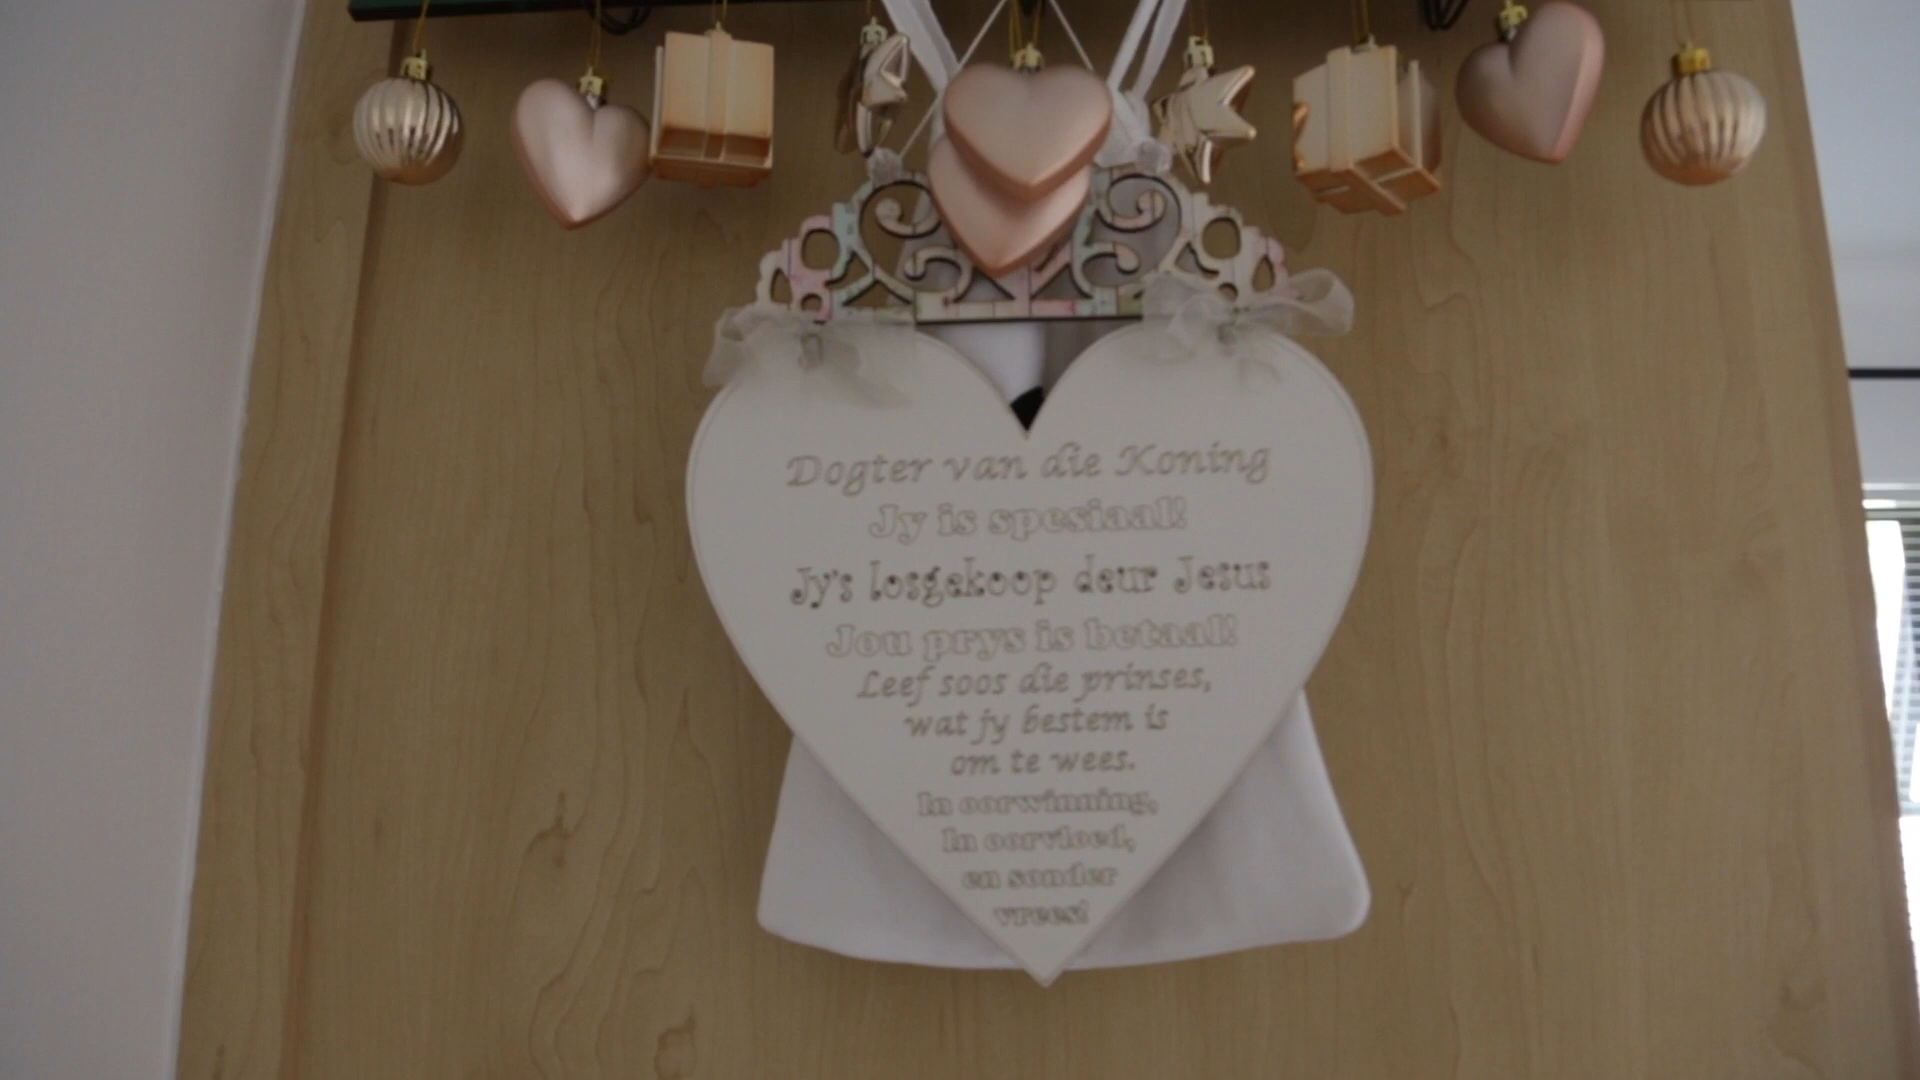 Dogter van die Koning
Jy is spesiaal!
Jy's losgekoop deur Jesus
Jou prys is betaal!
Leef soos die prinses,
wat jy bestem is
om te wees.
In oorwinning,
In oorvloed,
en sonder
vrees!